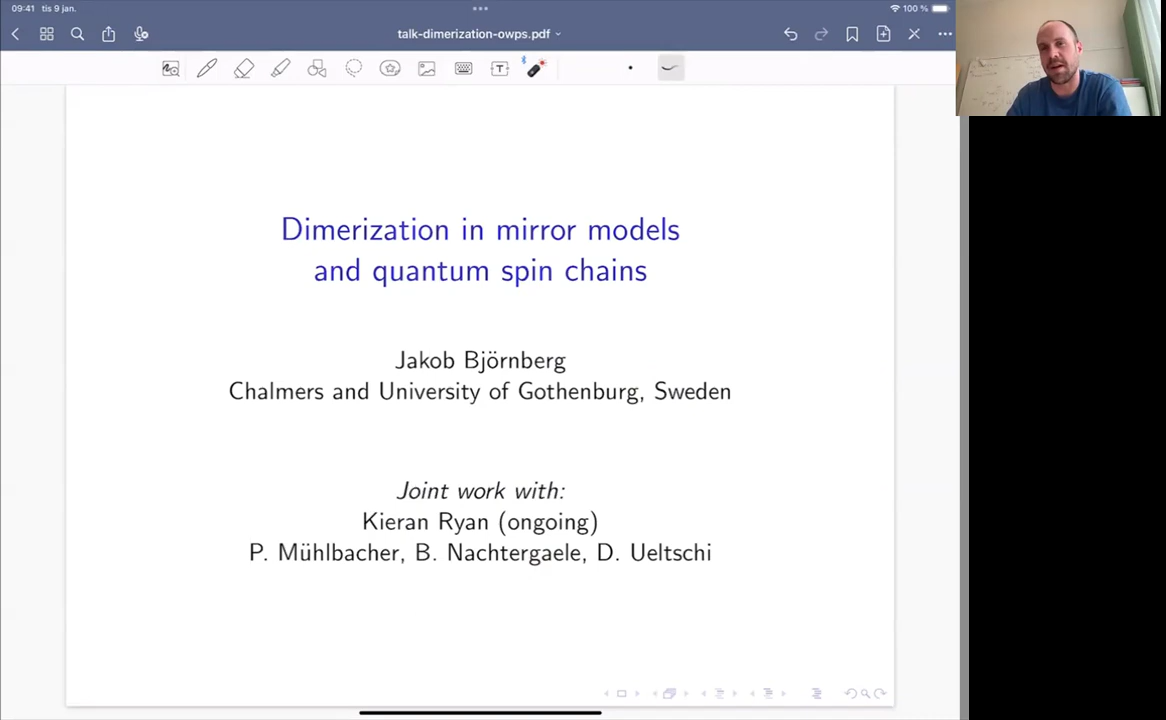 09:41 tis 9 jan.
100 %
talk-dimerization-owps.pdf
T
Dimerization in mirror models
and quantum spin chains
Jakob Björnberg
Chalmers and University of Gothenburg, Sweden
Joint work with:
Kieran Ryan (ongoing)
P. Mühlbacher, B. Nachtergaele, D. Ueltschi